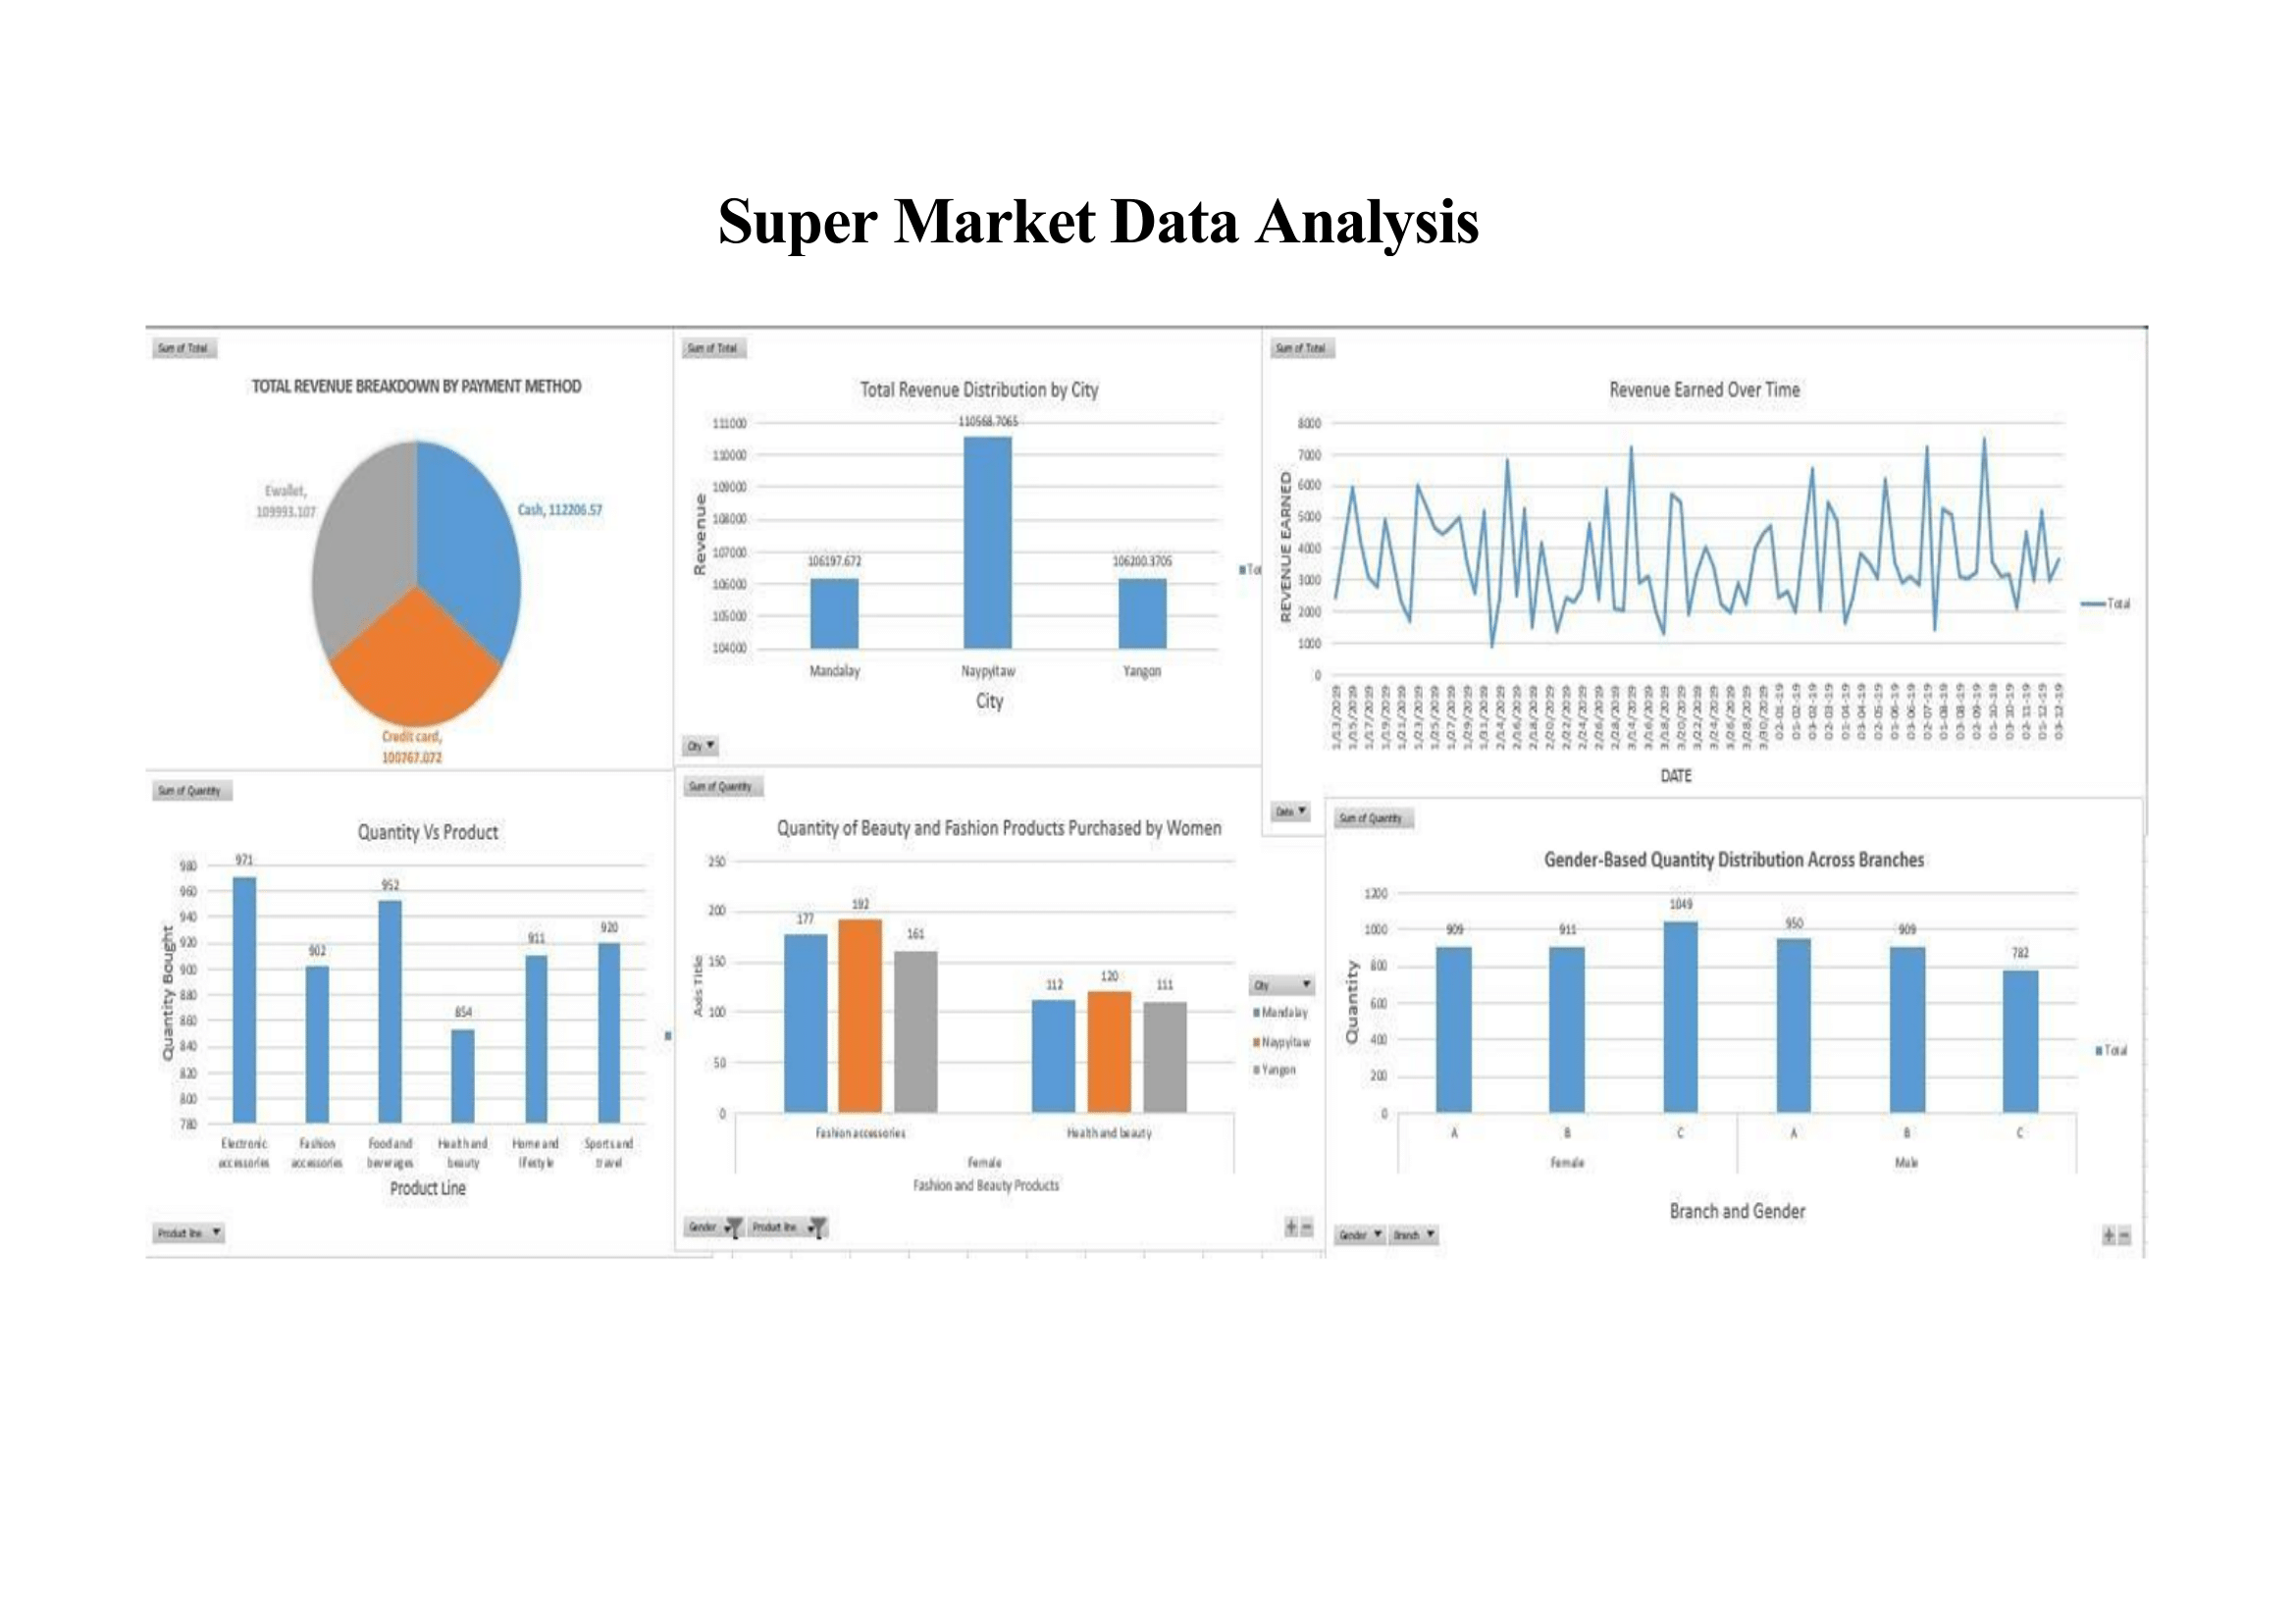 Super Market Data Analysis
Sum of Total
TOTAL REVENUE BREAKDOWN BY PAYMENT METHOD
Ewallet,
109993.107
Cash, 112206.57
Credit card,
100767.072
Sum of Total
Total Revenue Distribution by City
Revenue
111000
110000
109000
108000
107000
106000
105000
104000
106197.672
110568.7065
106200.3705
Mandalay
Naypyitaw
Yangon
City
City
Sum of Total
Revenue Earned Over Time
REVENUE EARNED
8000
7000
6000
5000
4000
3000
2000
1000
0
1/13/2019
1/15/2019
1/17/2019
1/19/2019
1/21/2019
1/23/2019
1/25/2019
1/27/2019
1/29/2019
1/31/2019
2/14/2019
2/16/2019
2/18/2019
2/20/2019
2/22/2019
2/24/2019
2/26/2019
2/28/2019
3/14/2019
3/16/2019
3/18/2019
3/20/2019
3/22/2019
3/24/2019
3/26/2019
3/28/2019
3/30/2019
02-01-19
01-02-19
03-02-19
02-03-19
01-04-19
03-04-19
02-05-19
01-06-19
03-06-19
02-07-19
01-08-19
03-08-19
02-09-19
01-10-19
03-10-19
02-11-19
01-12-19
03-12-19
Total
DATE
Date
Sum of Quantity
Quantity Vs Product
Quantity Bought
980
960
940
920
900
880
860
840
820
800
780
971
902
952
854
911
920
Electronic accessories
Fashion accessories
Food and beverages
Health and beauty
Home and lifestyle
Sports and travel
Product Line
Product line
Sum of Quantity
Quantity of Beauty and Fashion Products Purchased by Women
Axis Title
250
200
150
100
50
0
177
192
161
112
120
111
Fashion accessories
Health and beauty
Female
Fashion and Beauty Products
City
Mandalay
Naypyitaw
Yangon
Gender
Product line
Sum of Quantity
Gender-Based Quantity Distribution Across Branches
Quantity
1200
1000
800
600
400
200
0
909
911
1049
950
909
782
A
B
C
A
B
C
Female
Male
Total
Branch and Gender
Gender
Branch